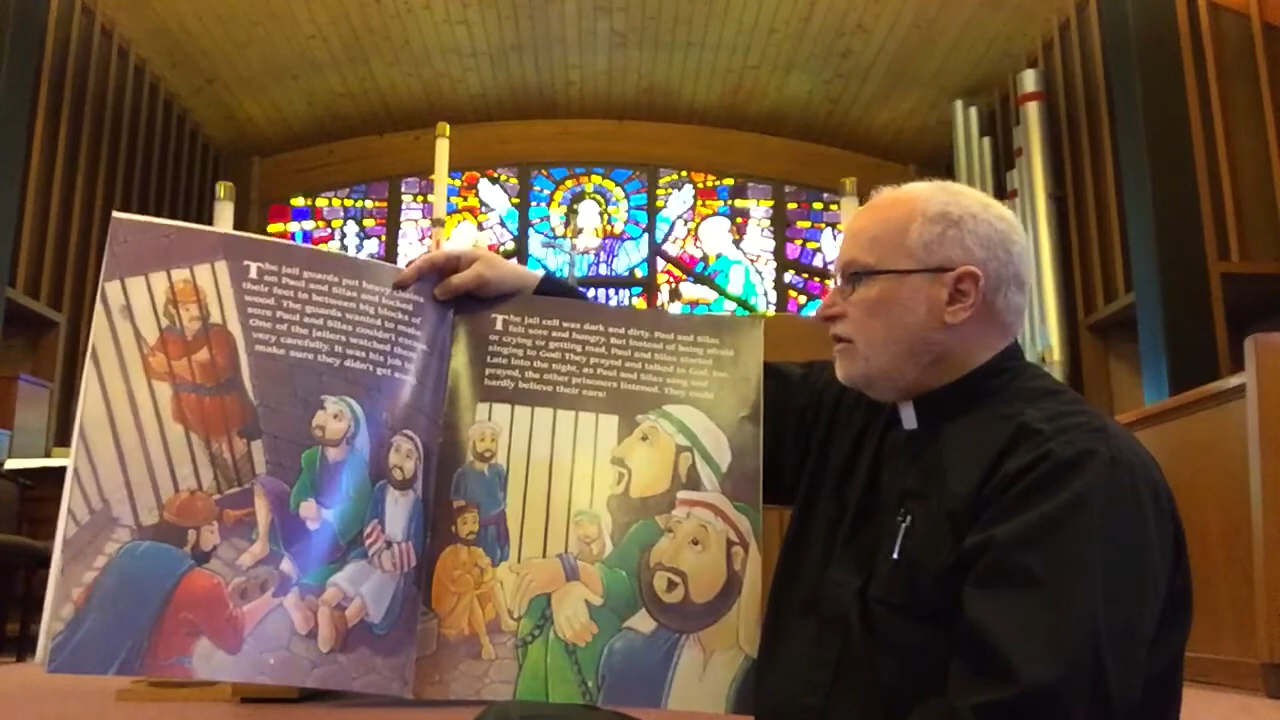 The jail guards put heavy chains
on Paul and Silas and locked
their feet in between big blocks of
wood. The guards wanted to make
sure Paul and Silas couldn't escape.
One of the jailers watched them
very carefully. It was his job to
make sure they didn't get away.
The jail cell was dark and dirty. Paul and Silas
felt sore and hungry. But instead of being afraid
or crying or getting mad, Paul and Silas started
singing to God! They prayed and talked to God, too.
Late into the night, as Paul and Silas sang and
prayed, the other prisoners listened. They could
hardly believe their ears!